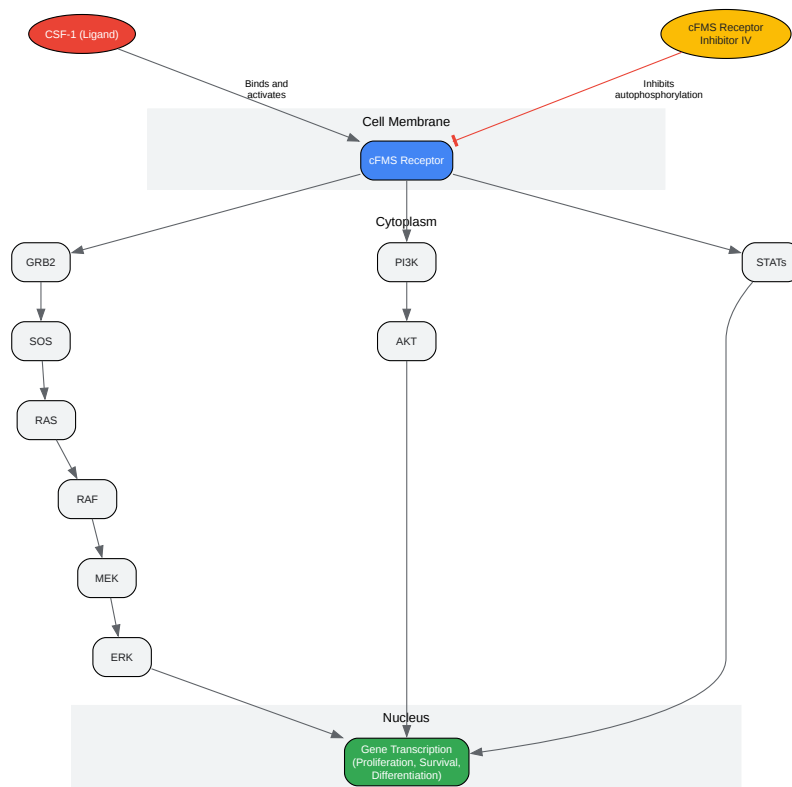 CSF-1 (Ligand)
cFMS Receptor
Inhibitor IV
Binds and
activates
Inhibits
autophosphorylation
Cell Membrane
cFMS Receptor
Cytoplasm
GRB2
PI3K
STATs
SOS
AKT
RAS
RAF
MEK
ERK
Nucleus
Gene Transcription
(Proliferation, Survival,
Differentiation)